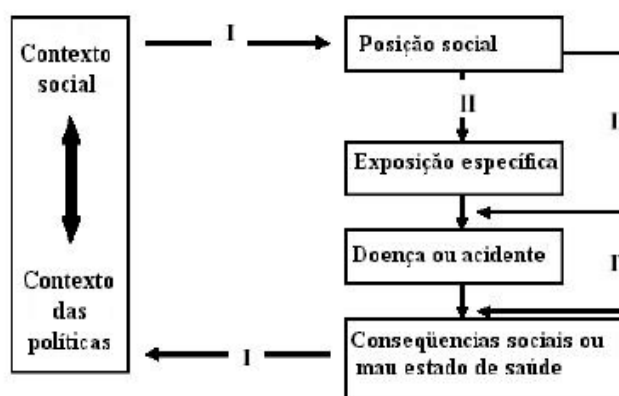 Contexto
social
Contexto
das
políticas
I
Posição social
II
Exposição específica
Doença ou acidente
Conseqüencias sociais ou
mau estado de saúde
I